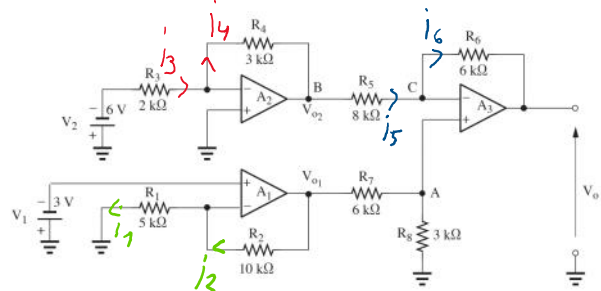 i4
R4
i6
R6
3 kΩ
6 kΩ
i3
R3
B
R5
C
− 6 V
2 kΩ
−
A2
+
Vo2
8 kΩ
−
A3
+
V2
+
i5
R1
+
A1
−
Vo1
R7
A
Vo
V1
− 3 V
+
i1
5 kΩ
6 kΩ
R2
R8
3 kΩ
i2
10 kΩ